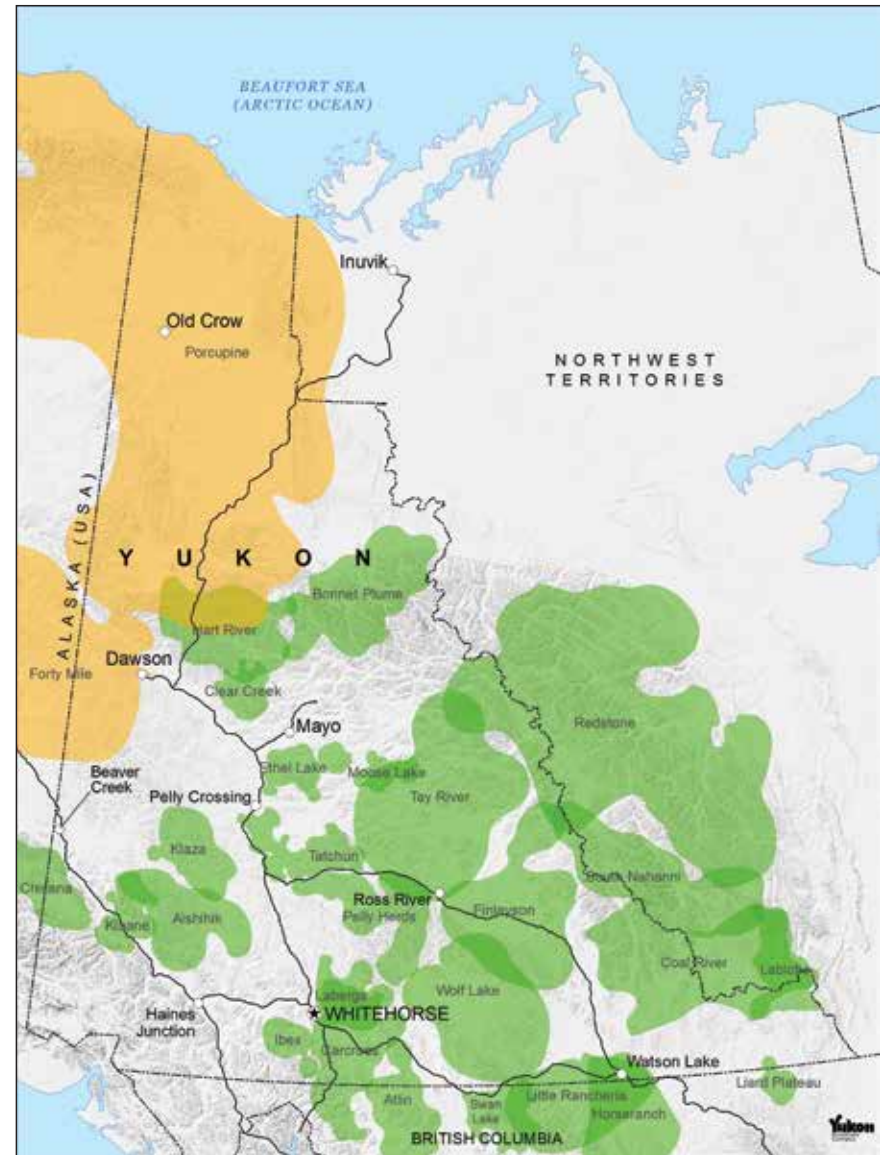 BEAUFORT SEA
(ARCTIC OCEAN)
Inuvik
Old Crow
Porcupine
NORTHWEST
TERRITORIES
ALASKA (USA)
YUKON
Bonnet Plume
Hart River
Dawson
Forty Mile
Clear Creek
Redstone
Mayo
Ethel Lake
Moose Lake
Beaver
Creek
Tay River
Pelly Crossing
Klaza
Tatchun
South Nahanni
Chisana
Ross River
Kluane
Aishihik
Pelly Herds
Finlayson
Coal River
Labiche
Wolf Lake
Laberge
WHITEHORSE
Haines
Junction
Ibex
Carcross
Watson Lake
Liard Plateau
Atlin
Swan
Lake
Little Rancheria
Horseranch
BRITISH COLUMBIA
Yukon